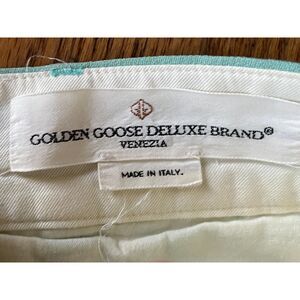 GOLDEN GOOSE DELUXE BRAND®
VENEZIA
MADE IN ITALY.